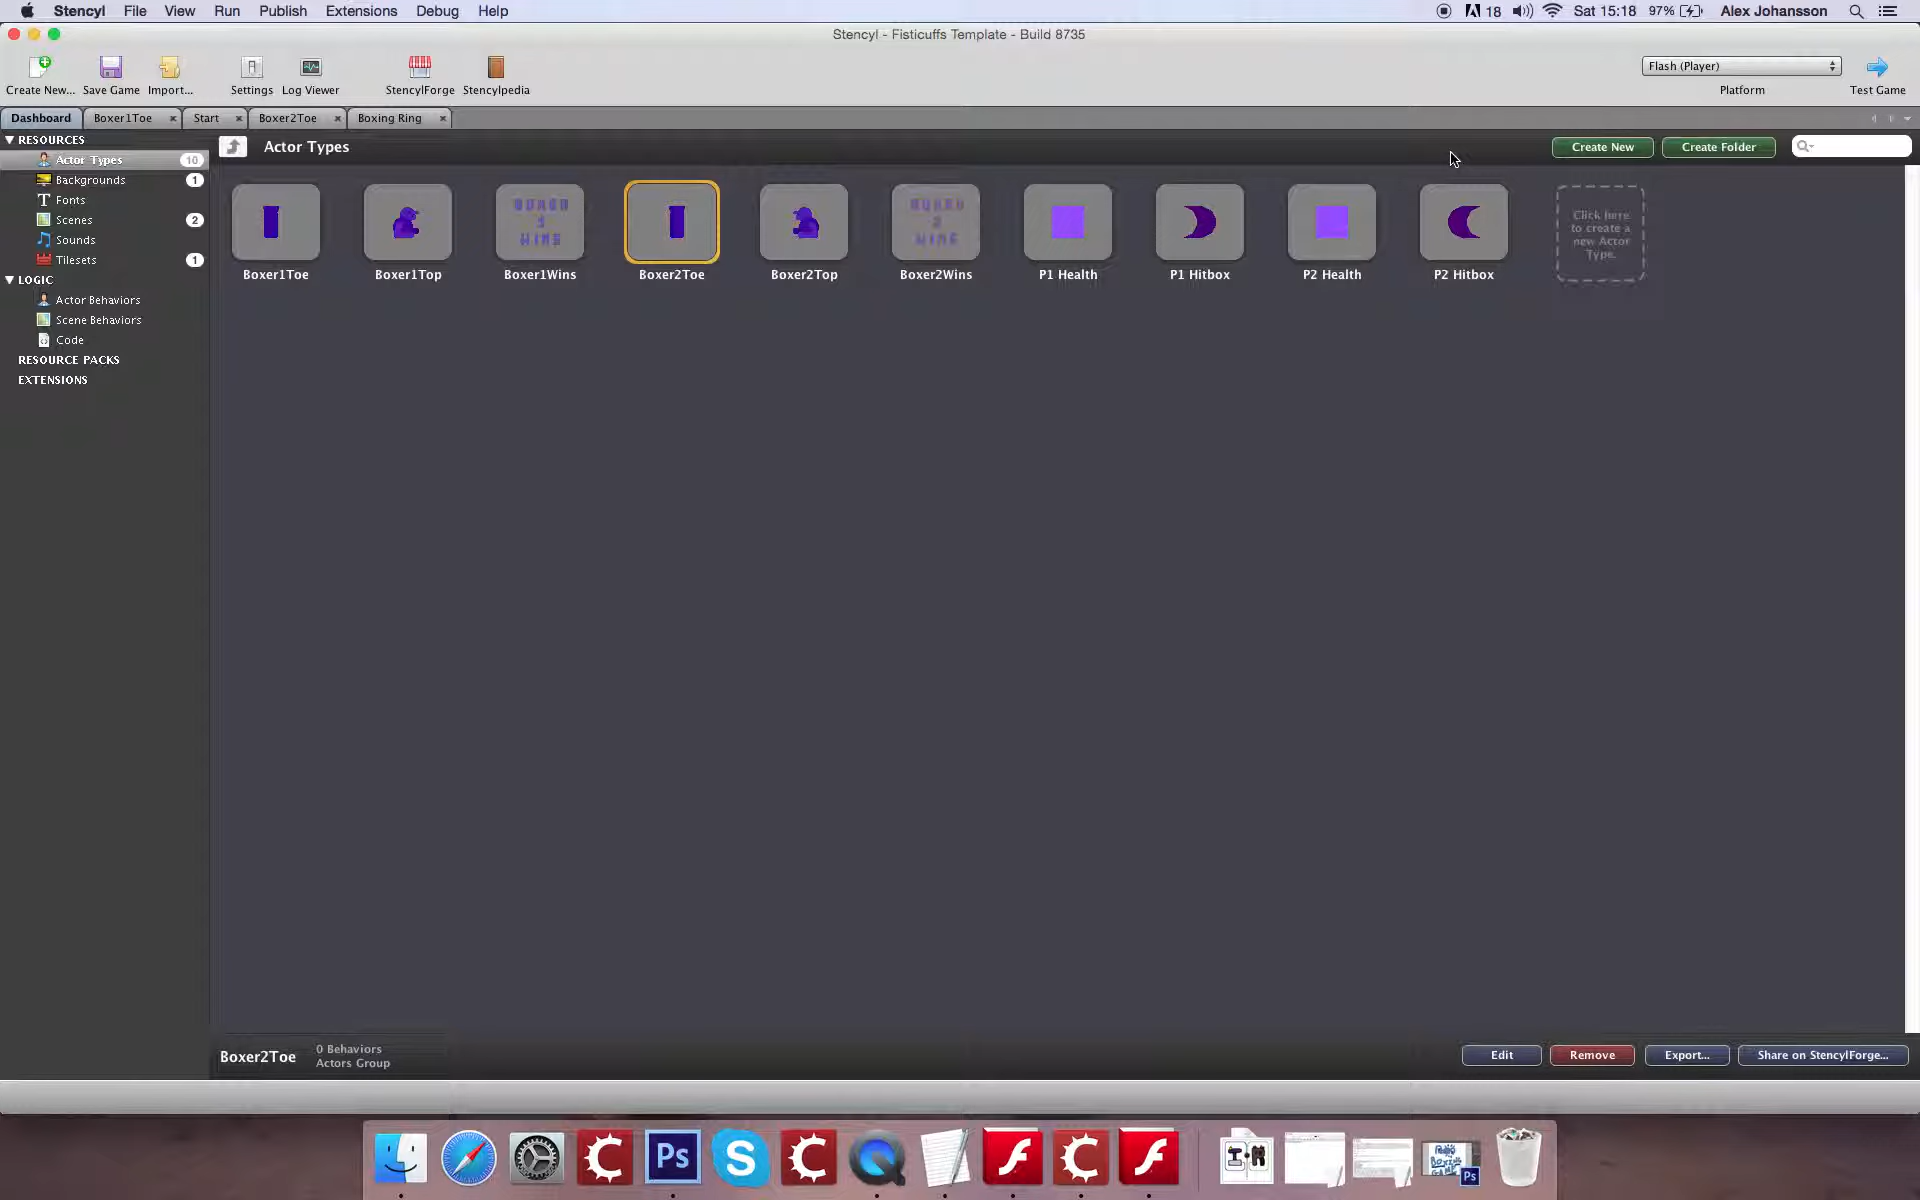 Stencyl File View Run Publish Extensions Debug Help 18 Sat 15:18 97% Alex Johansson
Stencyl - Fisticuffs Template - Build 8735
Create New... Save Game Import... Settings Log Viewer StencylForge Stencylpedia Flash (Player) Platform Test Game
Dashboard Boxer1Toe Start Boxer2Toe Boxing Ring
RESOURCES
Actor Types 10
Backgrounds 1
Fonts
Scenes 2
Sounds
Tilesets 1
LOGIC
Actor Behaviors
Scene Behaviors
Code
RESOURCE PACKS
EXTENSIONS
Actor Types Create New Create Folder
Boxer1Toe Boxer1Top Boxer1Wins Boxer2Toe Boxer2Top Boxer2Wins P1 Health P1 Hitbox P2 Health P2 Hitbox
Click here
to create a
new Actor
Type.
Boxer2Toe
0 Behaviors
Actors Group
Edit Remove Export... Share on StencylForge...
Ps